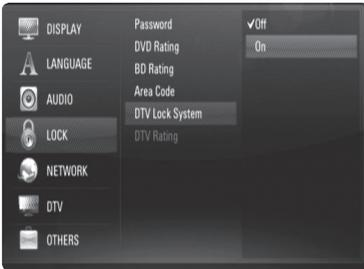 DISPLAY
LANGUAGE
AUDIO
LOCK
NETWORK
DTV
OTHERS
Password
DVD Rating
BD Rating
Area Code
DTV Lock System
DTV Rating
✓Off
On